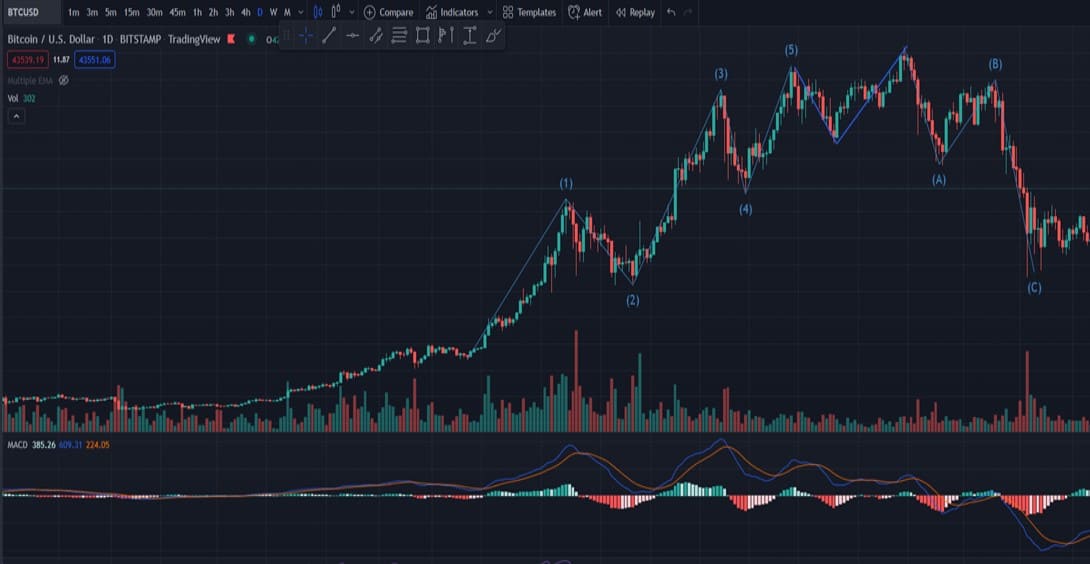 BTCUSD 1m 3m 5m 15m 30m 45m 1h 2h 3h 4h D W M Compare Indicators Templates Alert Replay
Bitcoin / U.S. Dollar · 1D · BITSTAMP · TradingView
43539.19 11.87 43551.06
Multiple EMA
Vol 302
(1)
(2)
(3)
(4)
(5)
(A)
(B)
(C)
MACD 385.26 609.31 224.05